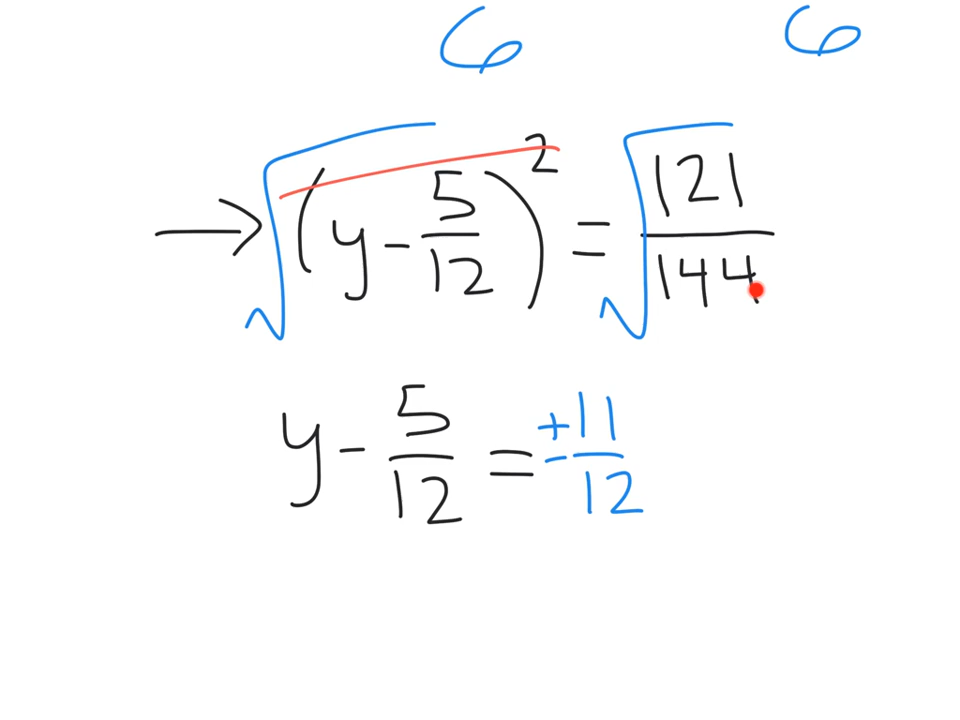 6 6
→ √(y - 5/12)² = √121/144
y - 5/12 = ± 11/12